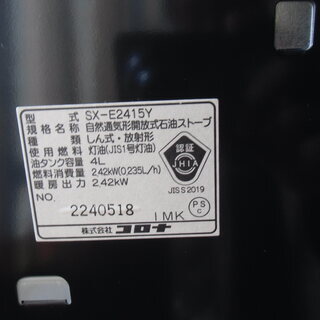 型式 SX-E2415Y
規格名称 自然通気形開放式石油ストーブ
種類 しん式・放射形
使用燃料 灯油(JIS1号灯油)
油タンク容量 4L
燃料消費量 2.42kW(0.235L/h)
暖房出力 2.42kW
NO.
2240518
1MK
認証
JHIA
JIS S 2019
PS
C
株式会社 コロナ